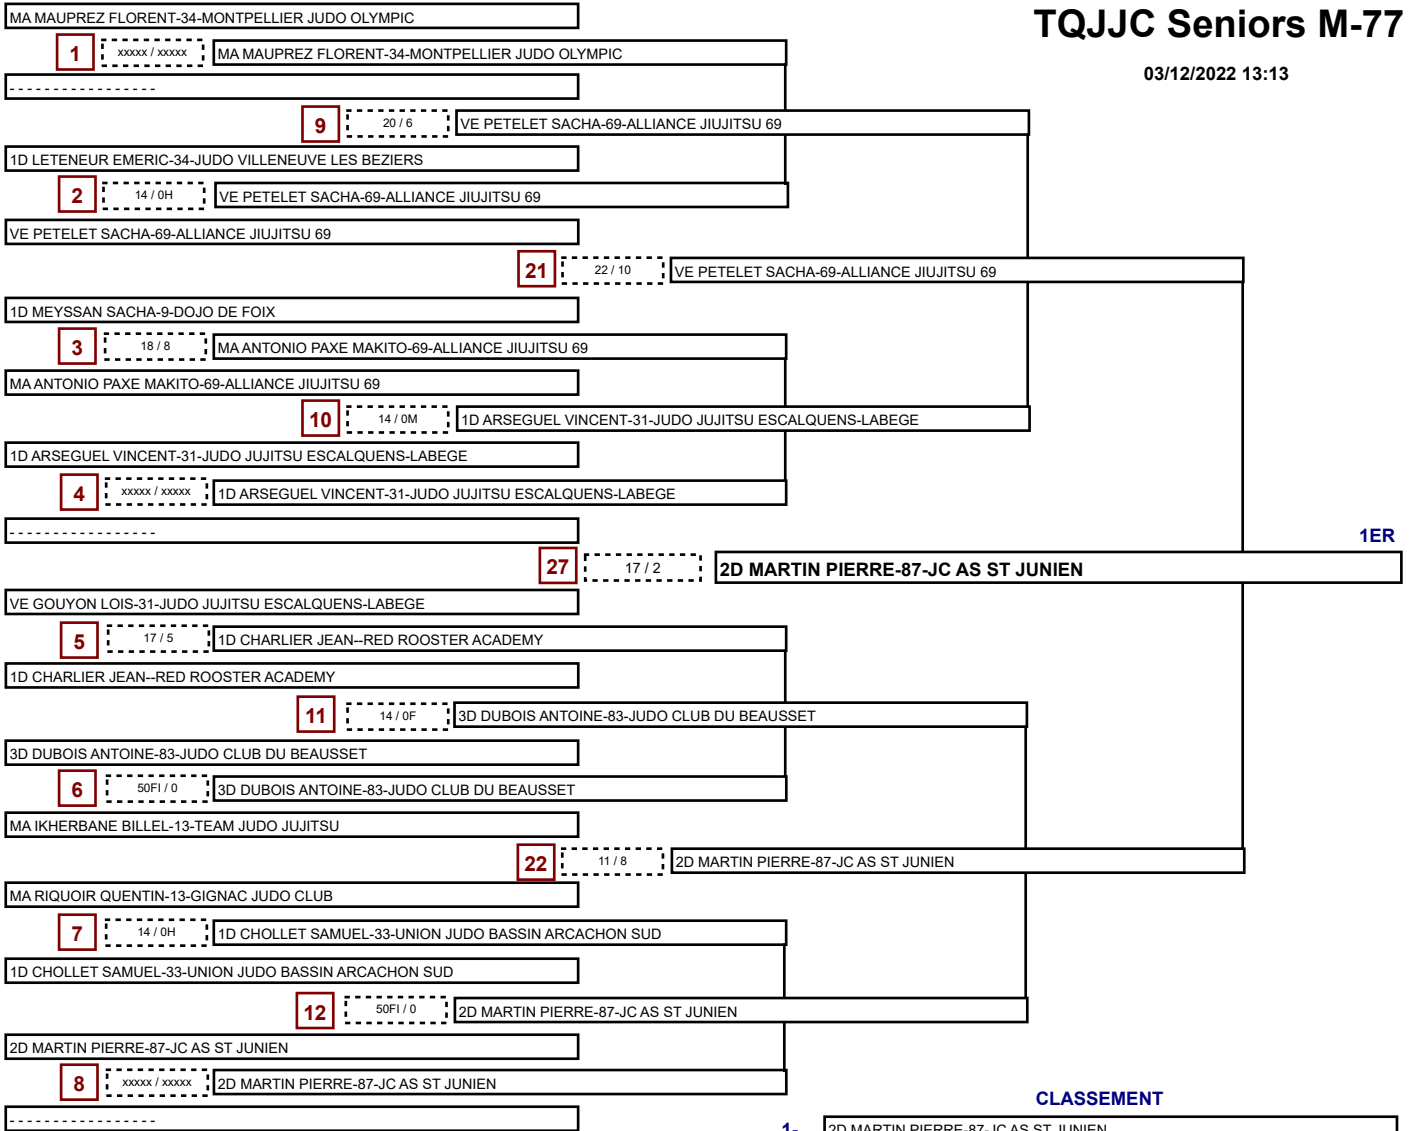 MA MAUPREZ FLORENT-34-MONTPELLIER JUDO OLYMPIC
TQJJC Seniors M-77
1 xxxxx / xxxxx MA MAUPREZ FLORENT-34-MONTPELLIER JUDO OLYMPIC
03/12/2022 13:13
- - - - - - - - - - - - - - - - -
9 20 / 6 VE PETELET SACHA-69-ALLIANCE JIUJITSU 69
1D LETENEUR EMERIC-34-JUDO VILLENEUVE LES BEZIERS
2 14 / 0H VE PETELET SACHA-69-ALLIANCE JIUJITSU 69
VE PETELET SACHA-69-ALLIANCE JIUJITSU 69
21 22 / 10 VE PETELET SACHA-69-ALLIANCE JIUJITSU 69
1D MEYSSAN SACHA-9-DOJO DE FOIX
3 18 / 8 MA ANTONIO PAXE MAKITO-69-ALLIANCE JIUJITSU 69
MA ANTONIO PAXE MAKITO-69-ALLIANCE JIUJITSU 69
10 14 / 0M 1D ARSEGUEL VINCENT-31-JUDO JUJITSU ESCALQUENS-LABEGE
1D ARSEGUEL VINCENT-31-JUDO JUJITSU ESCALQUENS-LABEGE
4 xxxxx / xxxxx 1D ARSEGUEL VINCENT-31-JUDO JUJITSU ESCALQUENS-LABEGE
- - - - - - - - - - - - - - - - -
1ER
27 17 / 2 2D MARTIN PIERRE-87-JC AS ST JUNIEN
VE GOUYON LOIS-31-JUDO JUJITSU ESCALQUENS-LABEGE
5 17 / 5 1D CHARLIER JEAN--RED ROOSTER ACADEMY
1D CHARLIER JEAN--RED ROOSTER ACADEMY
11 14 / 0F 3D DUBOIS ANTOINE-83-JUDO CLUB DU BEAUSSET
3D DUBOIS ANTOINE-83-JUDO CLUB DU BEAUSSET
6 50FI / 0 3D DUBOIS ANTOINE-83-JUDO CLUB DU BEAUSSET
MA IKHERBANE BILLEL-13-TEAM JUDO JUJITSU
22 11 / 8 2D MARTIN PIERRE-87-JC AS ST JUNIEN
MA RIQUOIR QUENTIN-13-GIGNAC JUDO CLUB
7 14 / 0H 1D CHOLLET SAMUEL-33-UNION JUDO BASSIN ARCACHON SUD
1D CHOLLET SAMUEL-33-UNION JUDO BASSIN ARCACHON SUD
12 50FI / 0 2D MARTIN PIERRE-87-JC AS ST JUNIEN
2D MARTIN PIERRE-87-JC AS ST JUNIEN
8 xxxxx / xxxxx 2D MARTIN PIERRE-87-JC AS ST JUNIEN
CLASSEMENT
- - - - - - - - - - - - - - - - -
1- 2D MARTIN PIERRE-87-JC AS ST JUNIEN